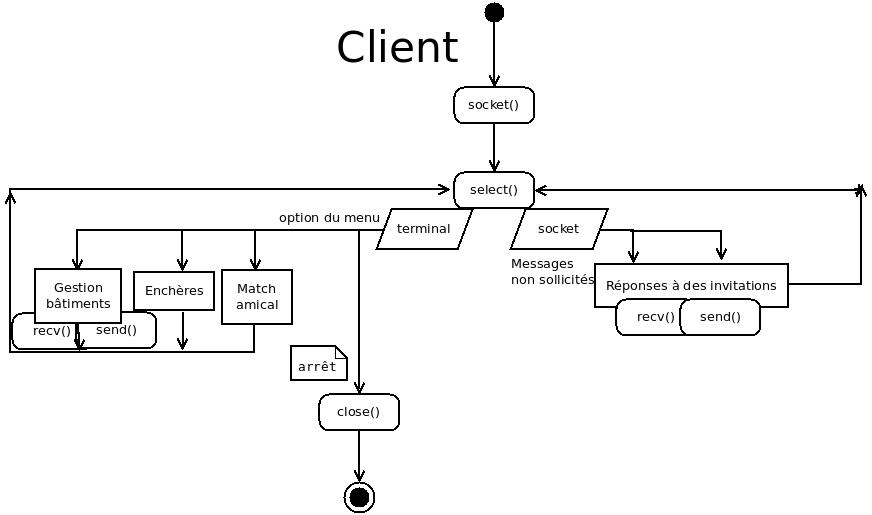 Client
socket()
select()
option du menu
terminal
socket
Messages
non sollicités
Gestion
bâtiments
Enchères
Match
amical
Réponses à des invitations
recv()
send()
recv()
send()
arrêt
close()